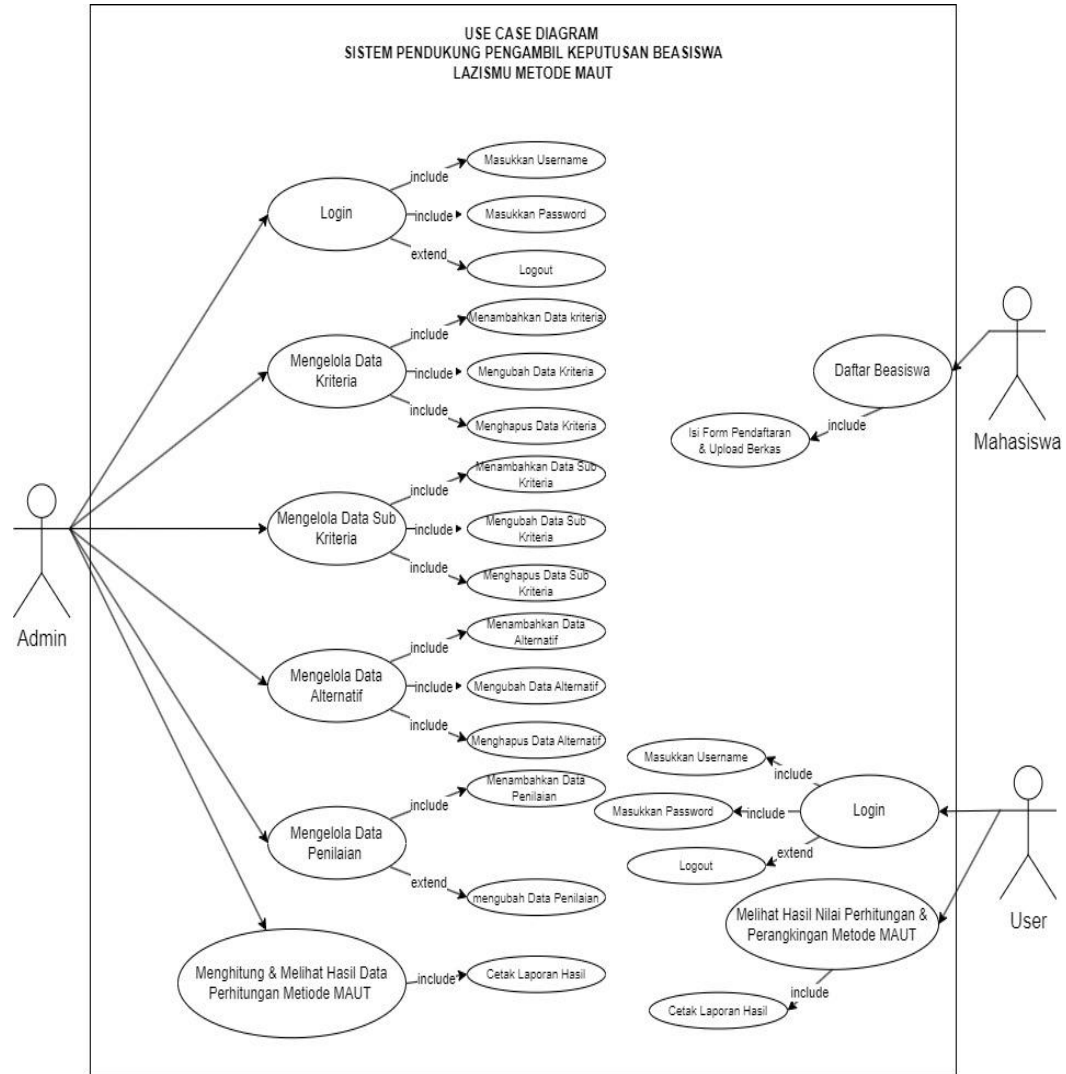 USE CASE DIAGRAM
SISTEM PENDUKUNG PENGAMBIL KEPUTUSAN BEASISWA
LAZISMU METODE MAUT
Admin
Login
include
Masukkan Username
include
Masukkan Password
extend
Logout
Mengelola Data
Kriteria
include
Menambahkan Data kriteria
include
Mengubah Data Kriteria
include
Menghapus Data Kriteria
Mengelola Data Sub
Kriteria
include
Menambahkan Data Sub
Kriteria
include
Mengubah Data Sub
Kriteria
include
Menghapus Data Sub
Kriteria
Mengelola Data
Alternatif
include
Menambahkan Data
Alternatif
include
Mengubah Data Alternatif
include
Menghapus Data Alternatif
Mengelola Data
Penilaian
include
Menambahkan Data
Penilaian
extend
mengubah Data Penilaian
Menghitung & Melihat Hasil Data
Perhitungan Metiode MAUT
include
Cetak Laporan Hasil
Mahasiswa
Daftar Beasiswa
include
Isi Form Pendaftaran
& Upload Berkas
User
Login
include
Masukkan Username
include
Masukkan Password
extend
Logout
Melihat Hasil Nilai Perhitungan &
Perangkingan Metode MAUT
include
Cetak Laporan Hasil